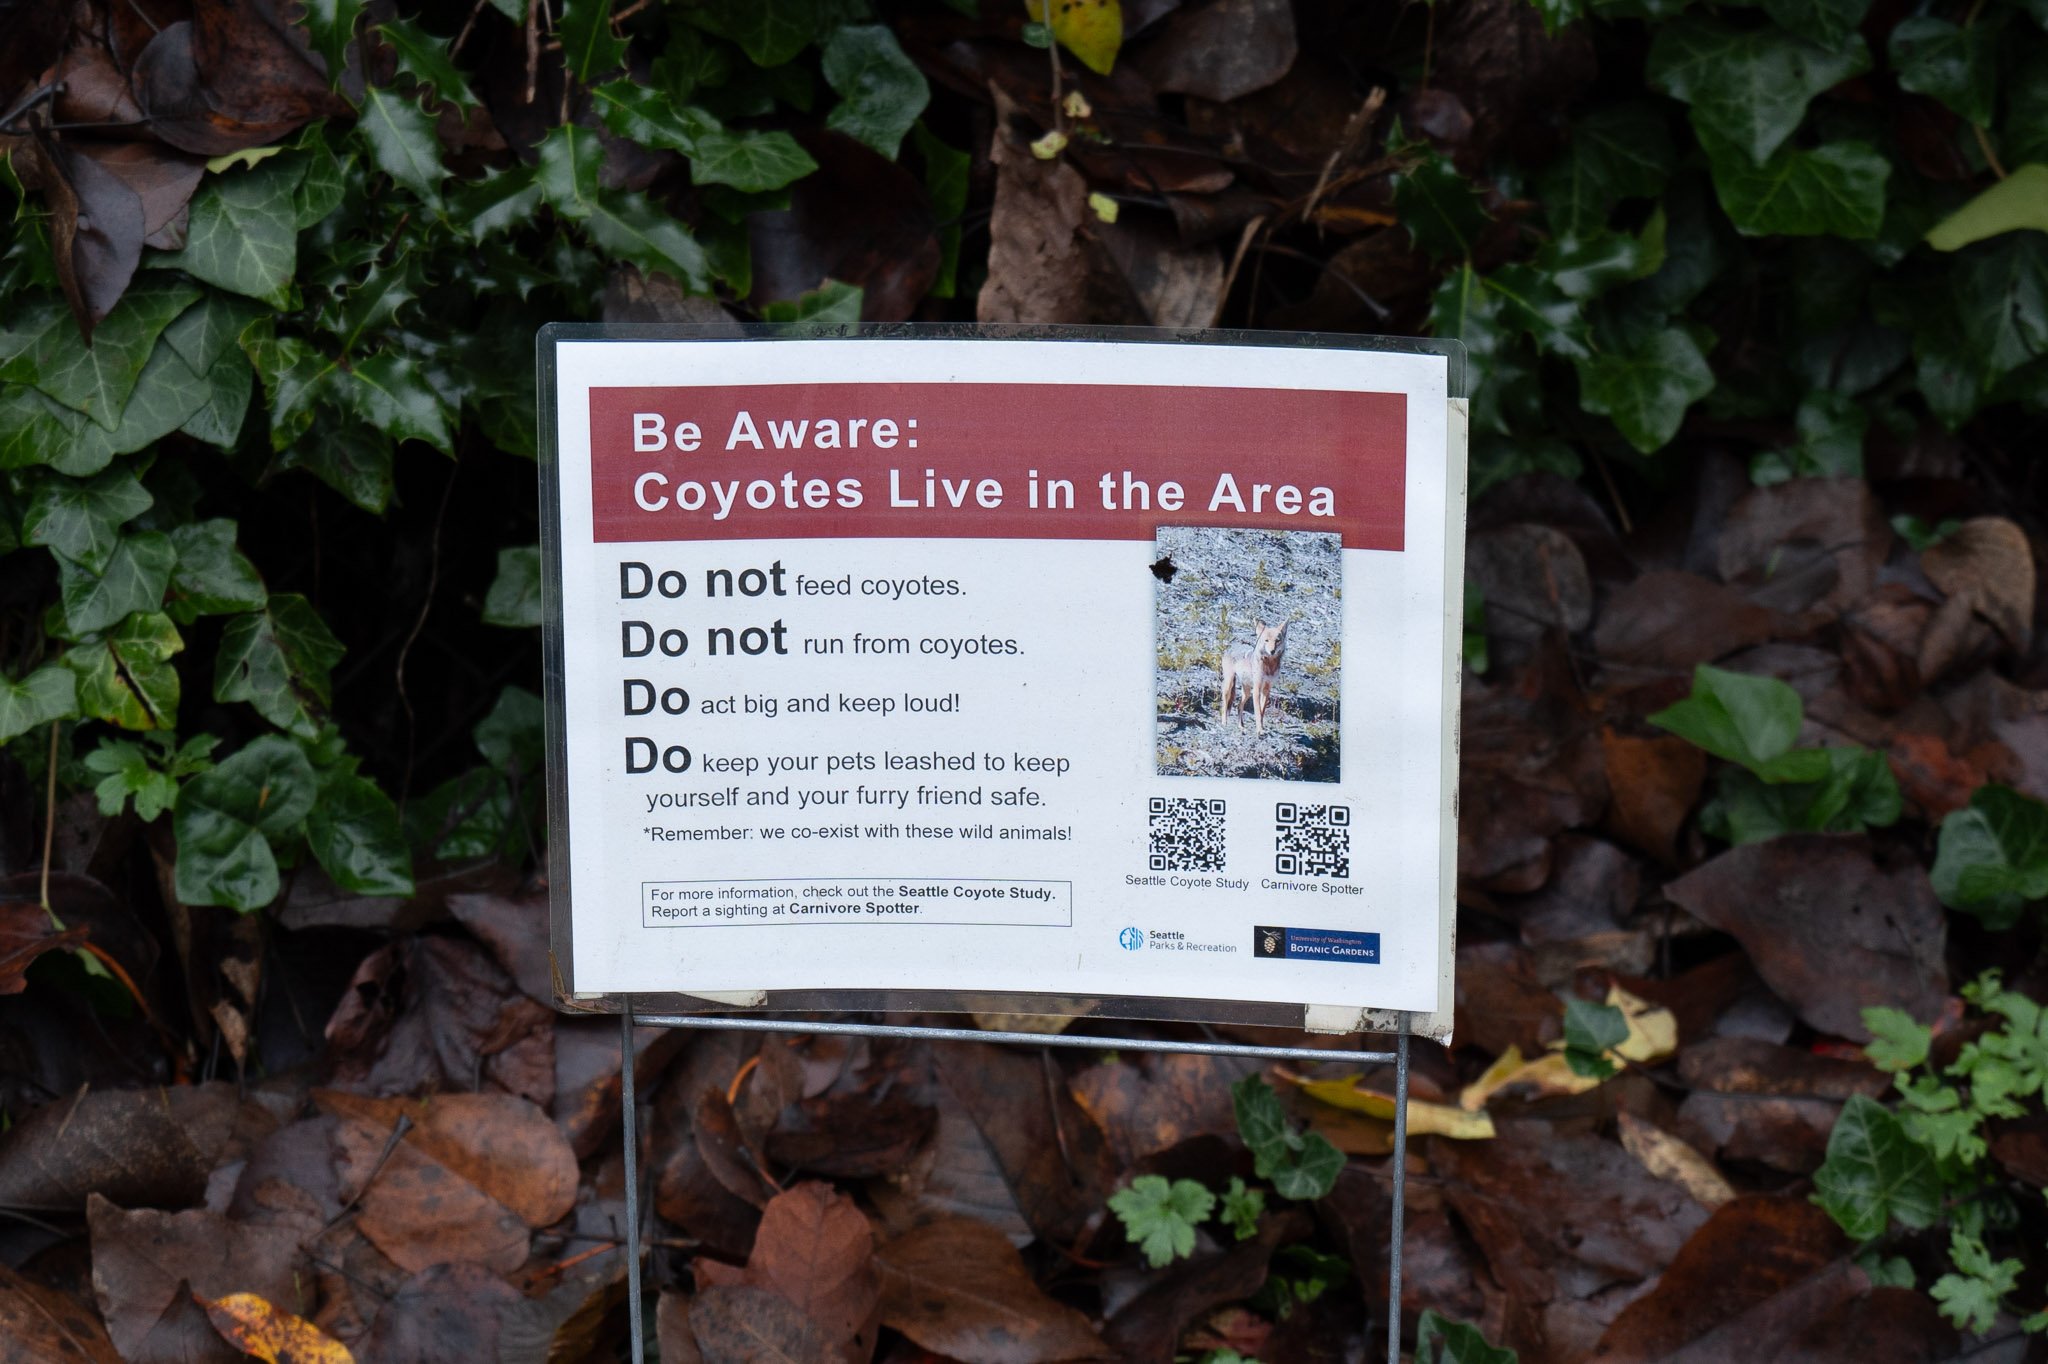 Be Aware:
Coyotes Live in the Area
Do not feed coyotes.
Do not run from coyotes.
Do act big and keep loud!
Do keep your pets leashed to keep
yourself and your furry friend safe.
*Remember: we co-exist with these wild animals!
For more information, check out the Seattle Coyote Study.
Report a sighting at Carnivore Spotter.
Seattle Coyote Study
Carnivore Spotter
Seattle
Parks & Recreation
University of Washington
BOTANIC GARDENS